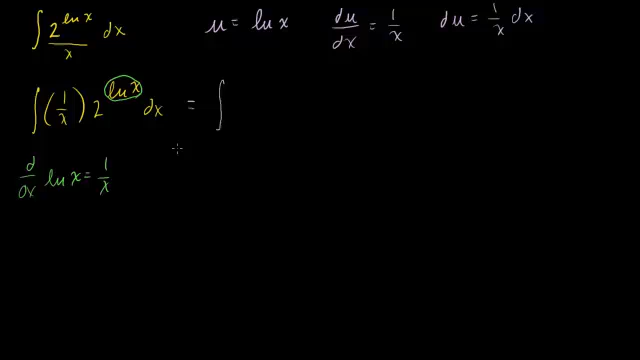 ∫ 2^{ln x}/x dx    u = ln x    du/dx = 1/x    du = 1/x dx
∫ (1/x) 2^{ln x} dx = ∫
d/dx ln x = 1/x